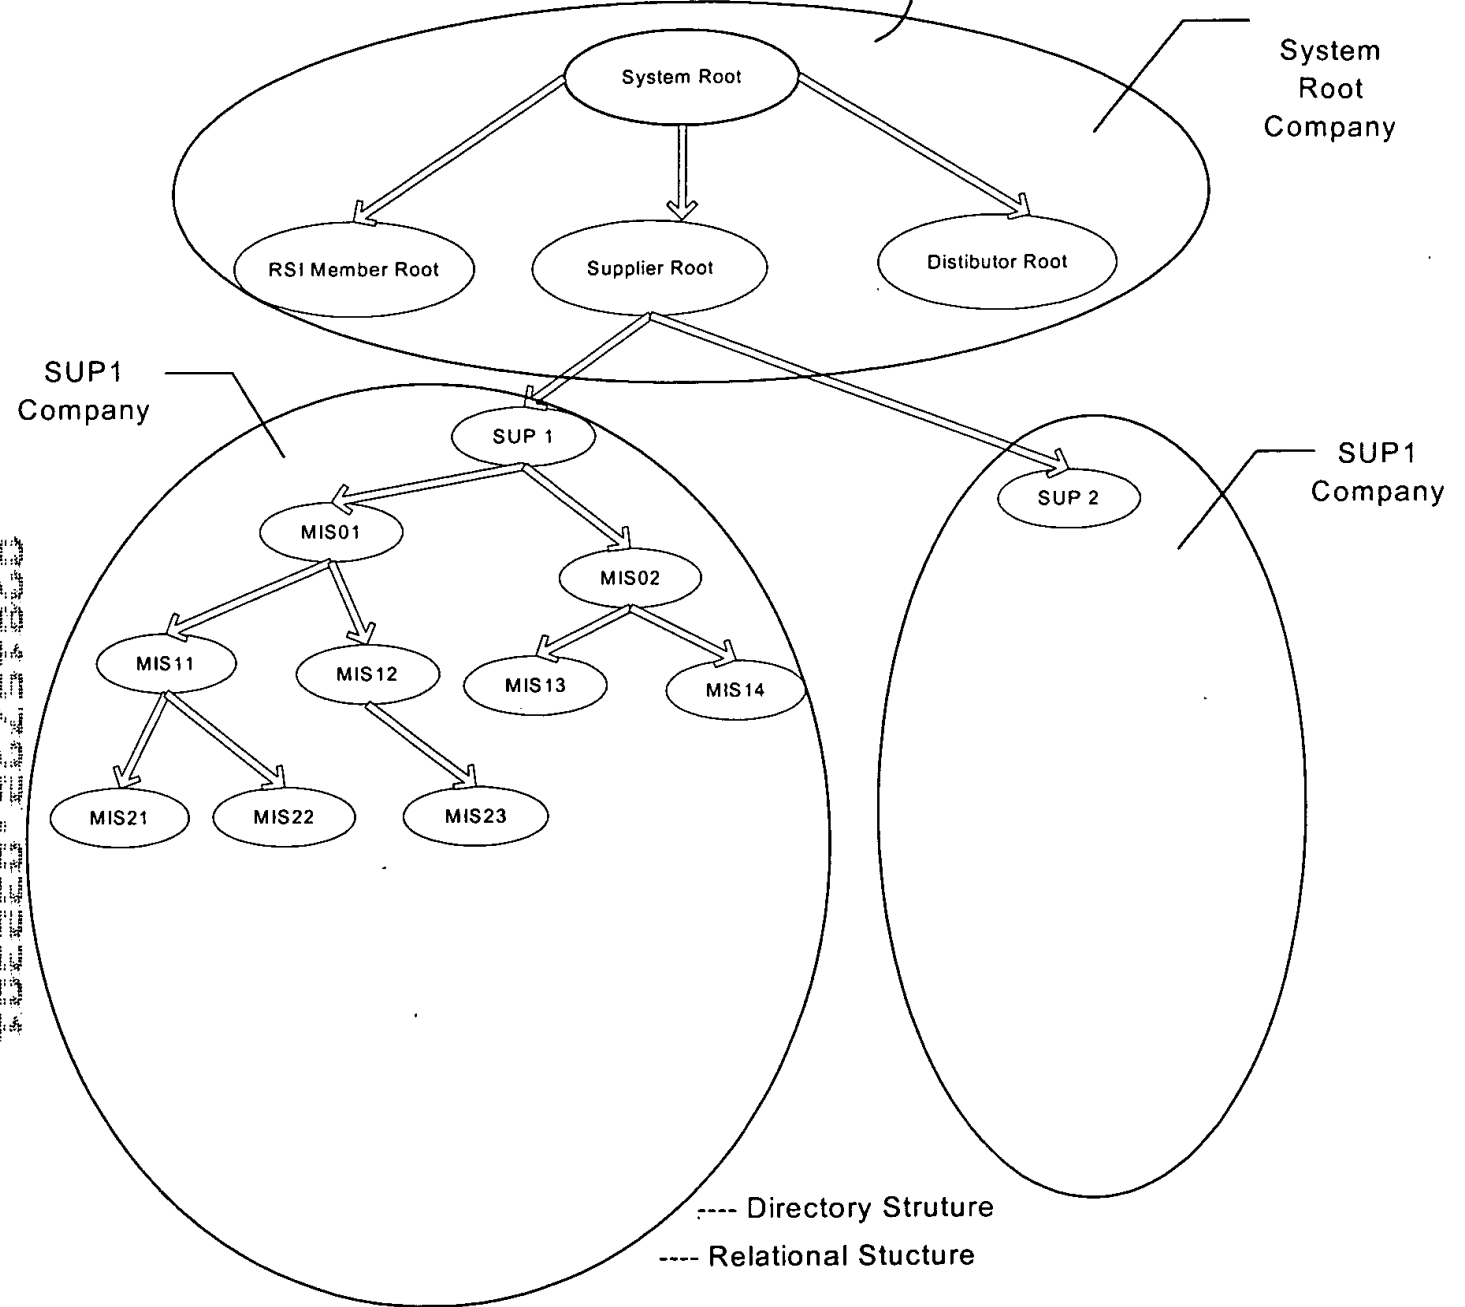 System Root
System
Root
Company
RSI Member Root
Supplier Root
Distibutor Root
SUP1
Company
SUP 1
SUP1
Company
SUP 2
MIS01
MIS02
MIS11
MIS12
MIS13
MIS14
MIS21
MIS22
MIS23
---- Directory Struture
---- Relational Stucture